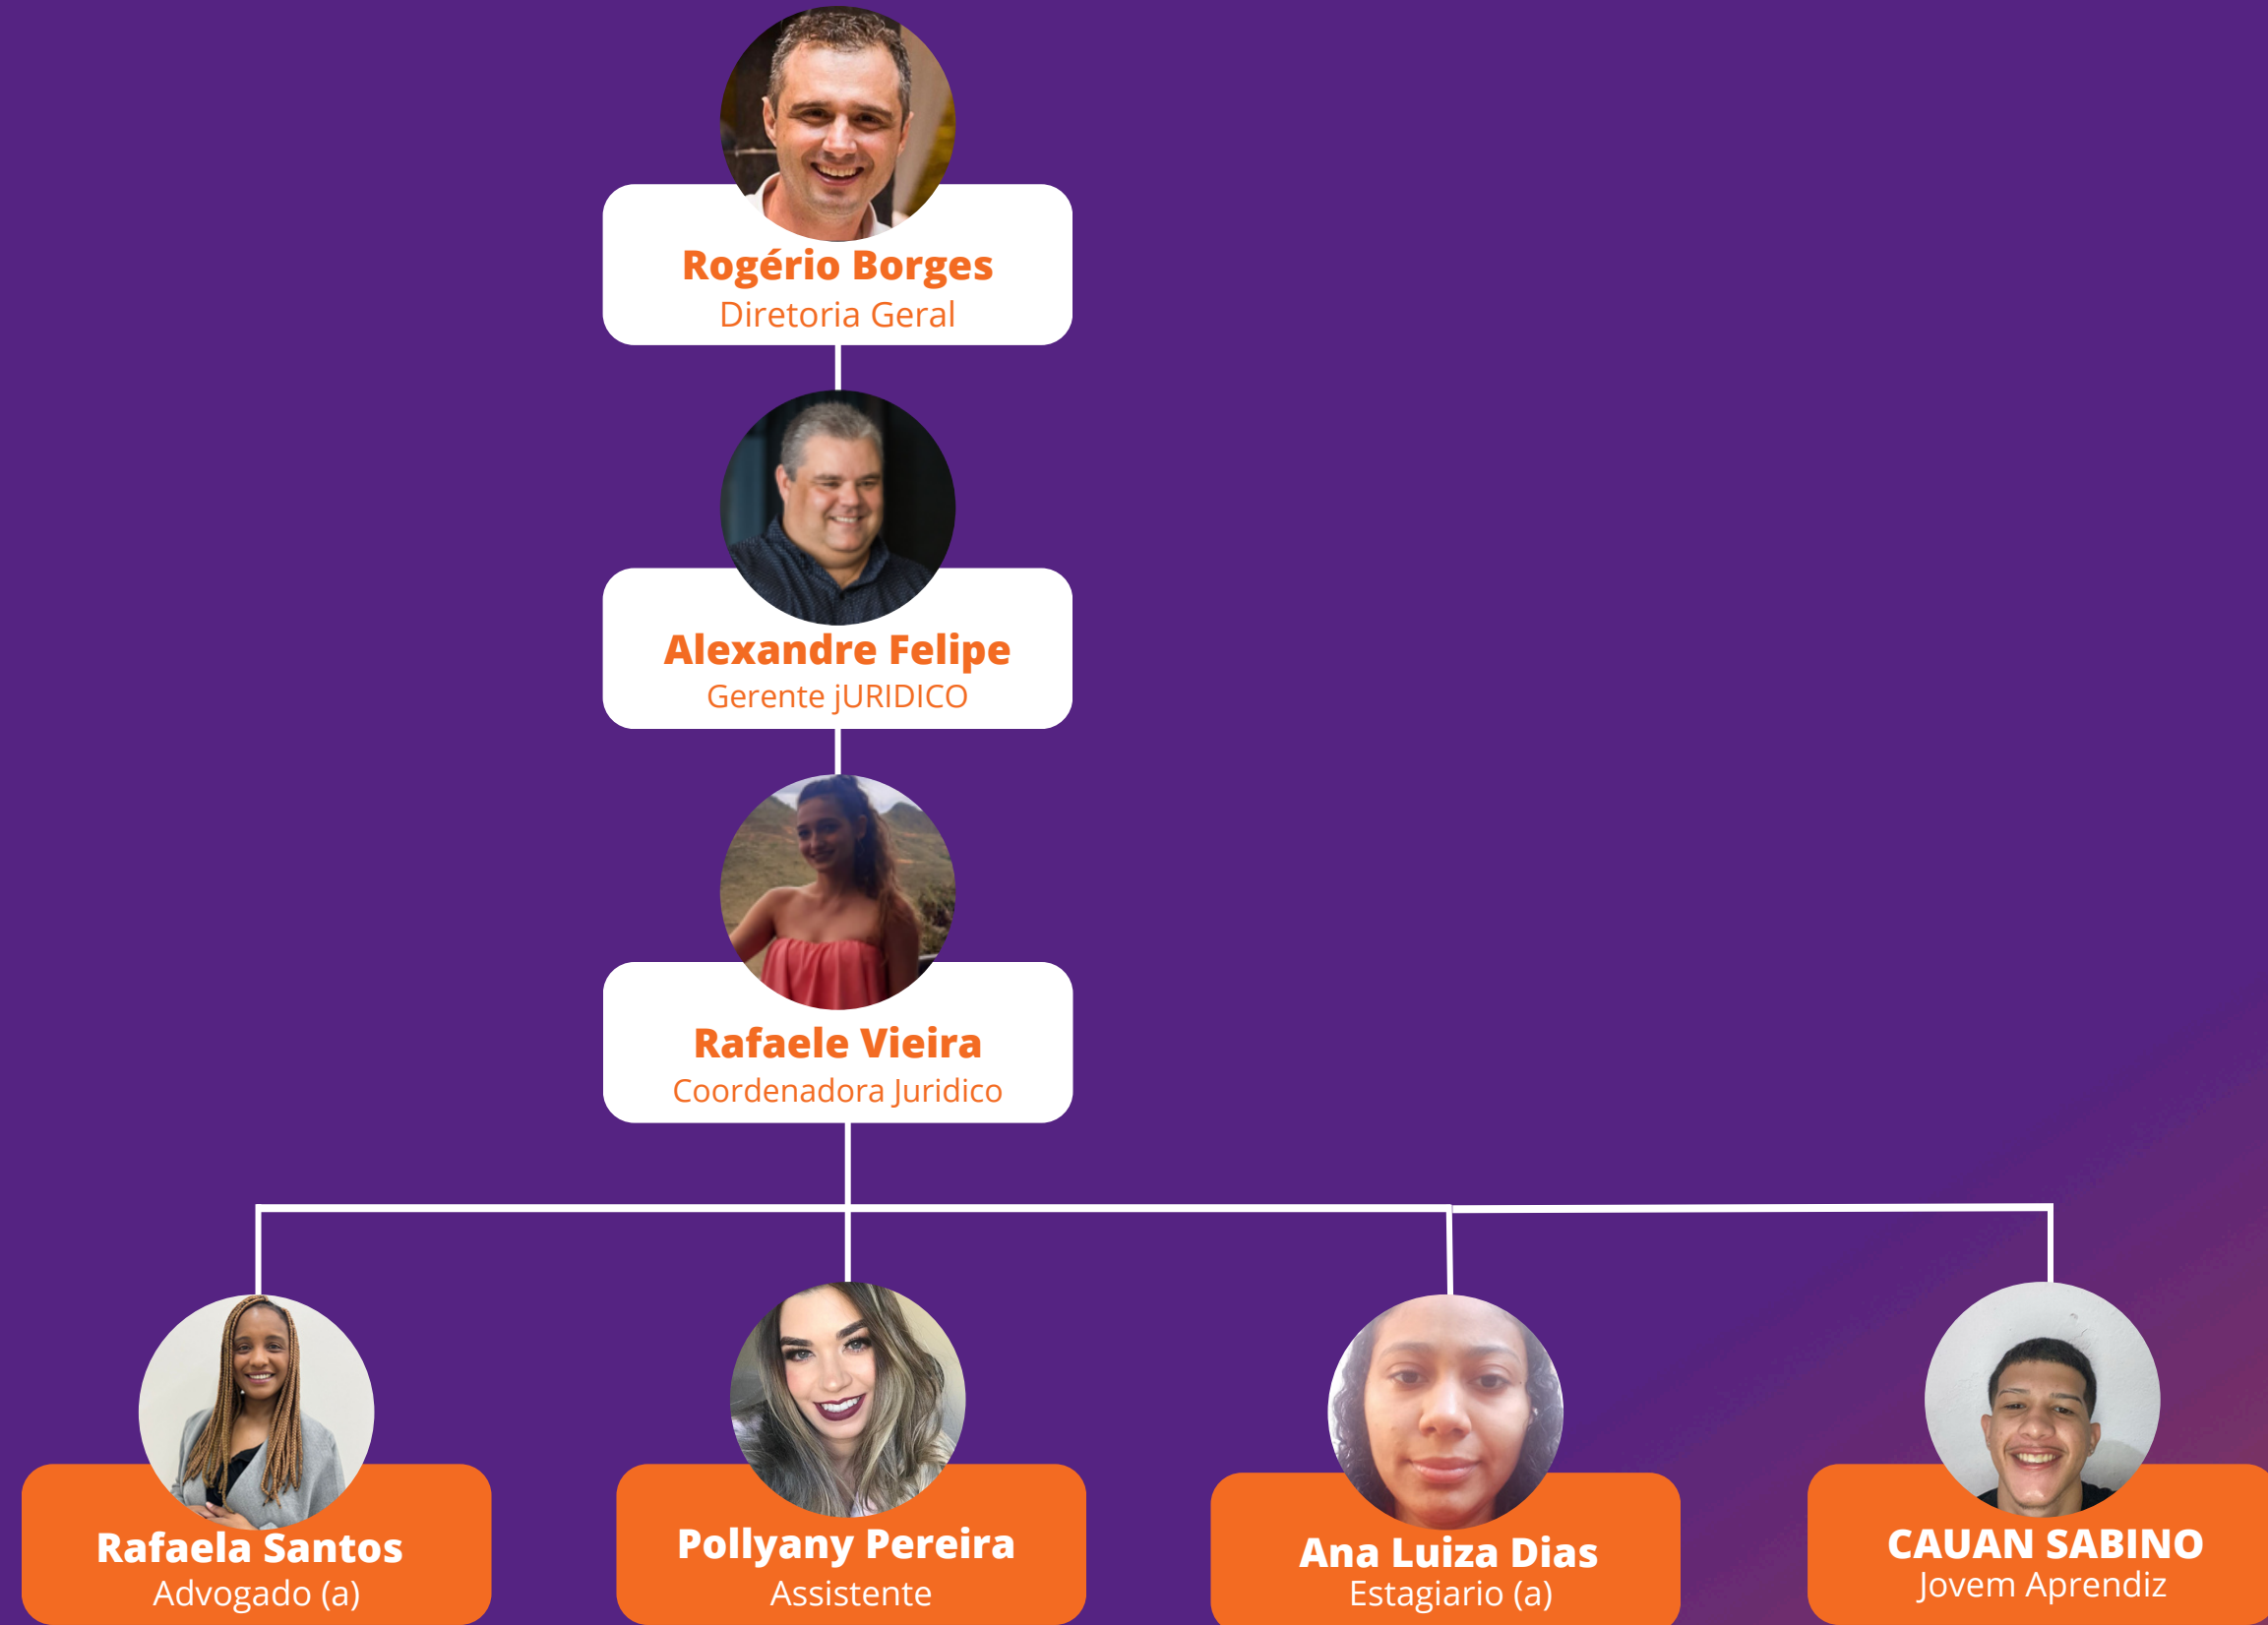 Rogério Borges
Diretoria Geral
Alexandre Felipe
Gerente jURIDICO
Rafaele Vieira
Coordenadora Juridico
Rafaela Santos
Advogado (a)
Pollyany Pereira
Assistente
Ana Luiza Dias
Estagiario (a)
CAUAN SABINO
Jovem Aprendiz